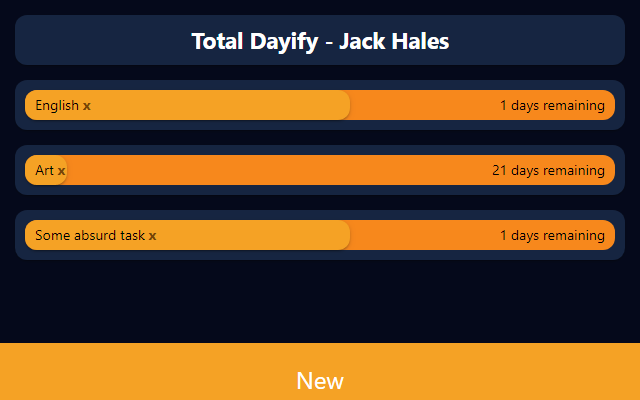 Total Dayify - Jack Hales
English x 1 days remaining
Art x 21 days remaining
Some absurd task x 1 days remaining
New